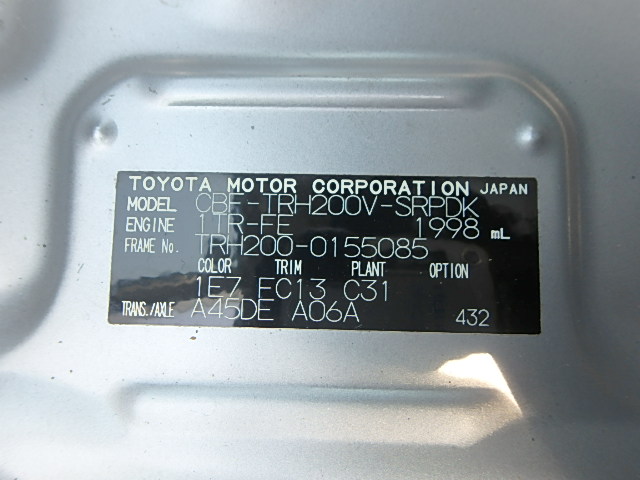 TOYOTA MOTOR CORPORATION JAPAN
MODEL CBF-TRH200V-SRPDK
ENGINE 1TR-FE 1998 mL
FRAME No. TRH200-0155085
COLOR TRIM PLANT OPTION
1E7 EC13 C31
TRANS./AXLE A45DE A06A 432